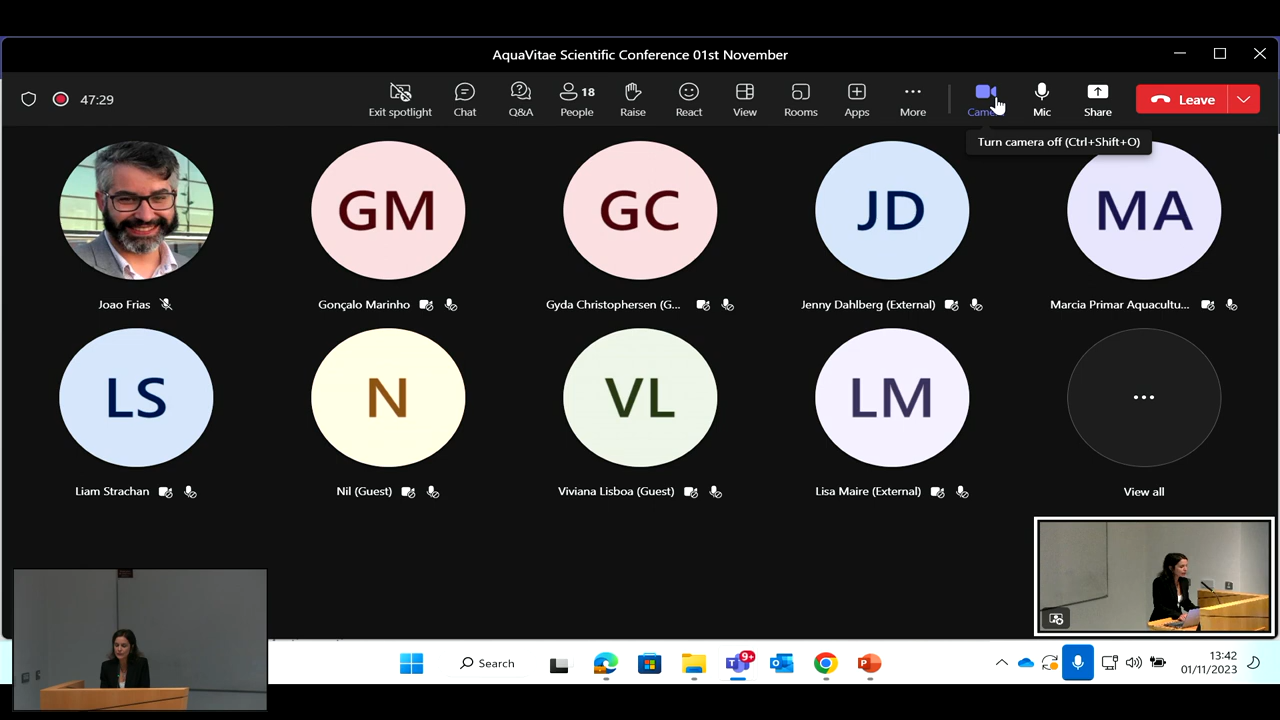 AquaVitae Scientific Conference 01st November
47:29
Exit spotlight
Chat
Q&A
18
People
Raise
React
View
Rooms
Apps
More
Came
Mic
Share
Leave
Turn camera off (Ctrl+Shift+O)
GM
GC
JD
MA
Joao Frias
Gonçalo Marinho
Gyda Christophersen (G...
Jenny Dahlberg (External)
Marcia Primar Aquacultu...
LS
N
VL
LM
...
Liam Strachan
Nil (Guest)
Viviana Lisboa (Guest)
Lisa Maire (External)
View all
Search
9+
13:42
01/11/2023